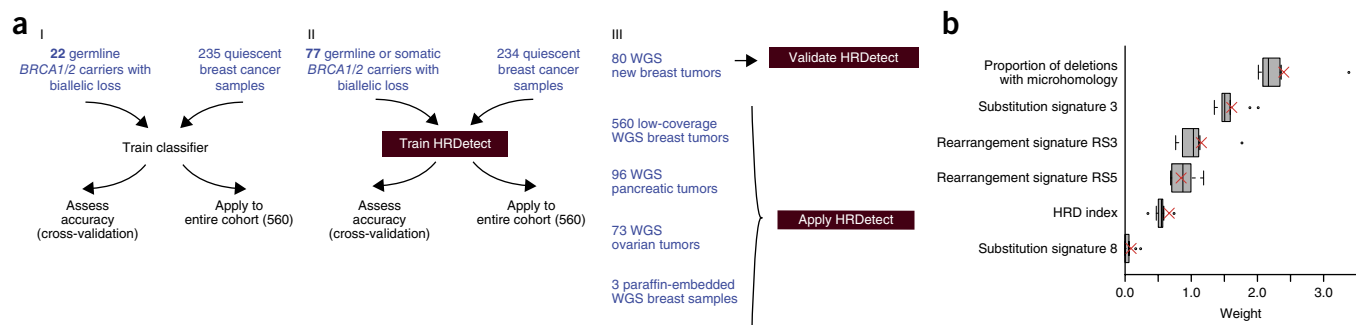 a
I
22 germline
BRCA1/2 carriers with
biallelic loss
235 quiescent
breast cancer
samples
Train classifier
Assess
accuracy
(cross-validation)
Apply to
entire cohort (560)
II
77 germline or somatic
BRCA1/2 carriers with
biallelic loss
234 quiescent
breast cancer
samples
Train HRDetect
Assess
accuracy
(cross-validation)
Apply to
entire cohort (560)
III
80 WGS
new breast tumors
Validate HRDetect
560 low-coverage
WGS breast tumors
96 WGS
pancreatic tumors
73 WGS
ovarian tumors
3 paraffin-embedded
WGS breast samples
Apply HRDetect
b
Proportion of deletions
with microhomology
Substitution signature 3
Rearrangement signature RS3
Rearrangement signature RS5
HRD index
Substitution signature 8
0.0 1.0 2.0 3.0
Weight